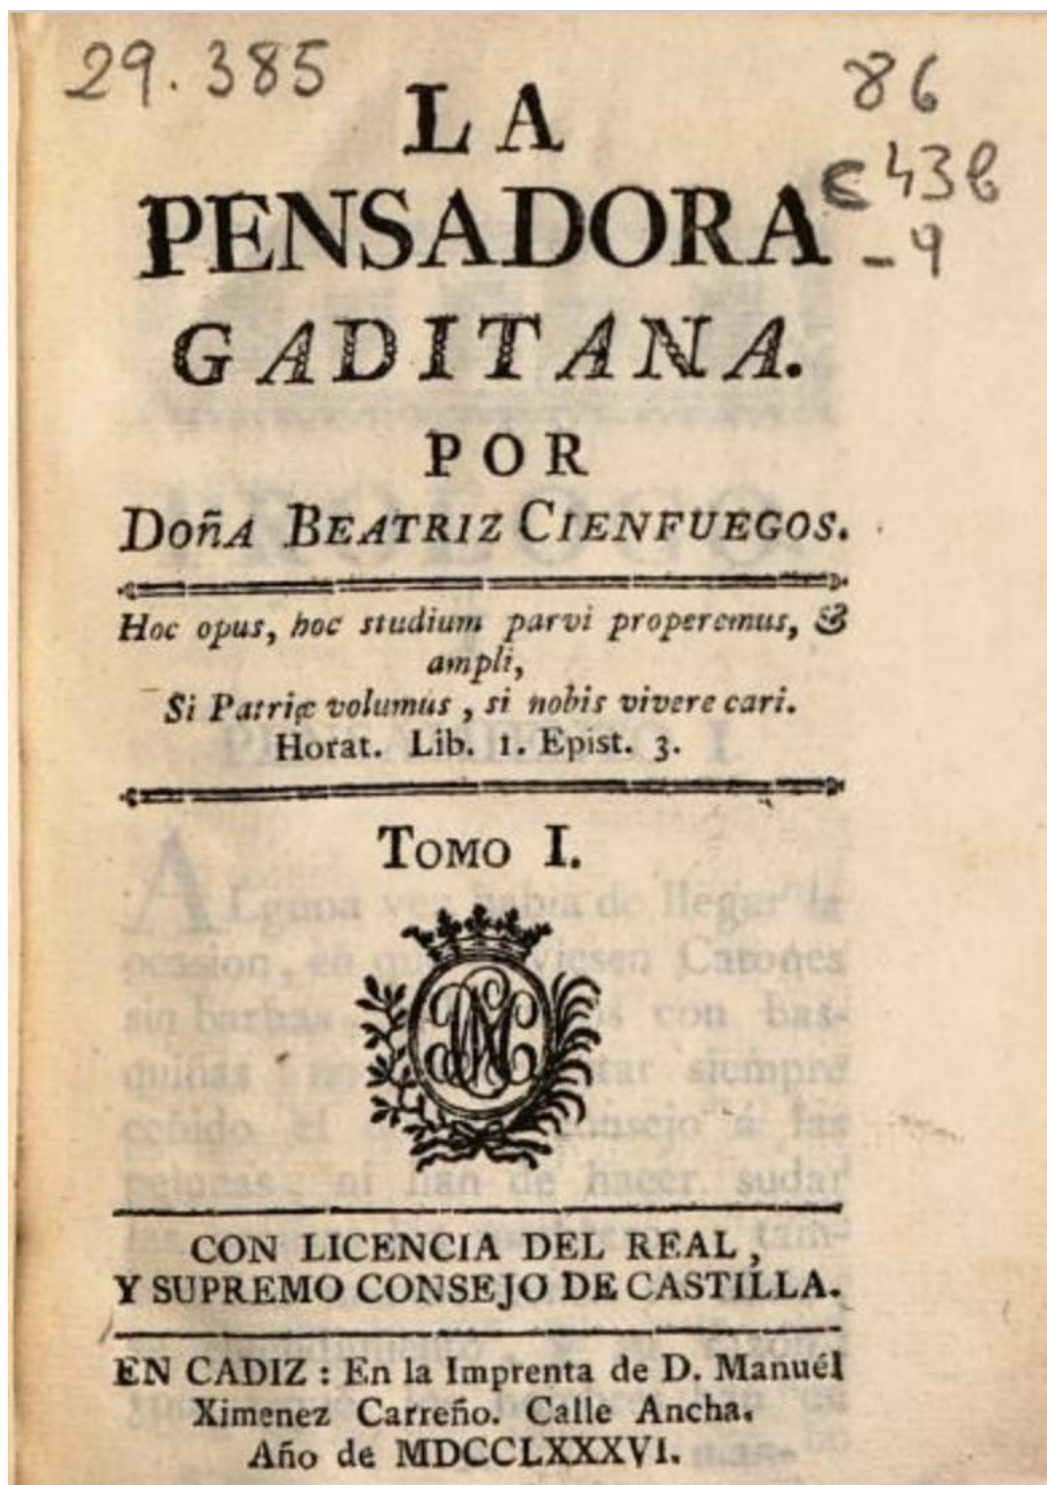 29.385
86
C43b
-9
LA
PENSADORA
GADITANA.
POR
Doña BEATRIZ CIENFUEGOS.
Hoc opus, hoc studium parvi properemus, &
ampli,
Si Patriæ volumus, si nobis vivere cari.
Horat. Lib. 1. Epist. 3.
TOMO I.
CON LICENCIA DEL REAL,
Y SUPREMO CONSEJO DE CASTILLA.
EN CADIZ: En la Imprenta de D. Manuél
Ximenez Carreño. Calle Ancha.
Año de MDCCLXXXVI.